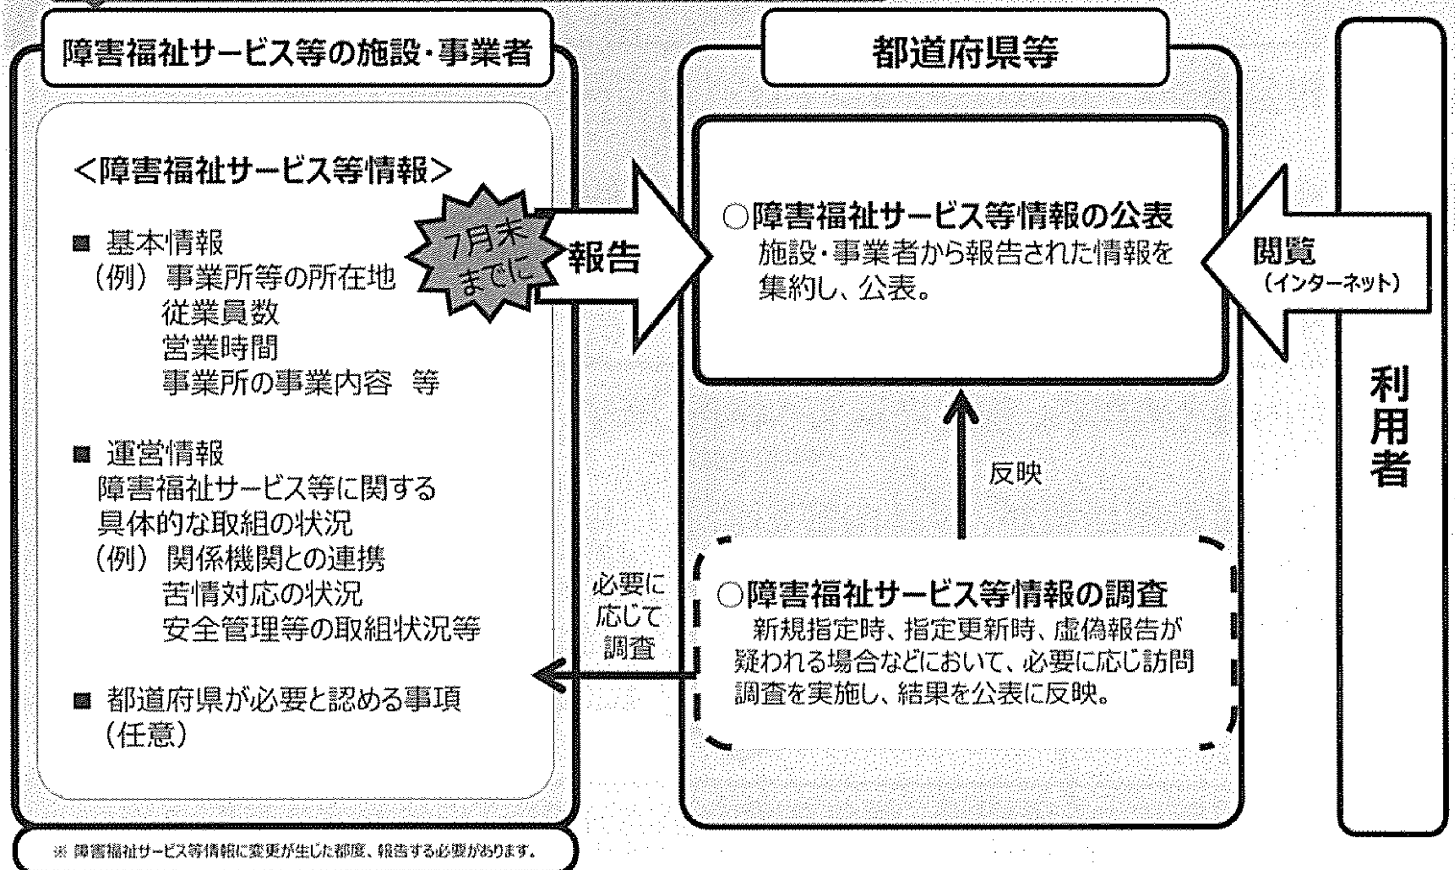 障害福祉サービス等の施設・事業者
＜障害福祉サービス等情報＞
■ 基本情報
（例）事業所等の所在地
従業員数
営業時間
事業所の事業内容 等
■ 運営情報
障害福祉サービス等に関する
具体的な取組の状況
（例）関係機関との連携
苦情対応の状況
安全管理等の取組状況等
■ 都道府県が必要と認める事項
（任意）
※ 障害福祉サービス等情報に変更が生じた都度、報告する必要があります。
7月末
までに
報告
必要に
応じて
調査
都道府県等
○障害福祉サービス等情報の公表
施設・事業者から報告された情報を
集約し、公表。
反映
○障害福祉サービス等情報の調査
新規指定時、指定更新時、虚偽報告が
疑われる場合などにおいて、必要に応じ訪問
調査を実施し、結果を公表に反映。
閲覧
（インターネット）
利用者